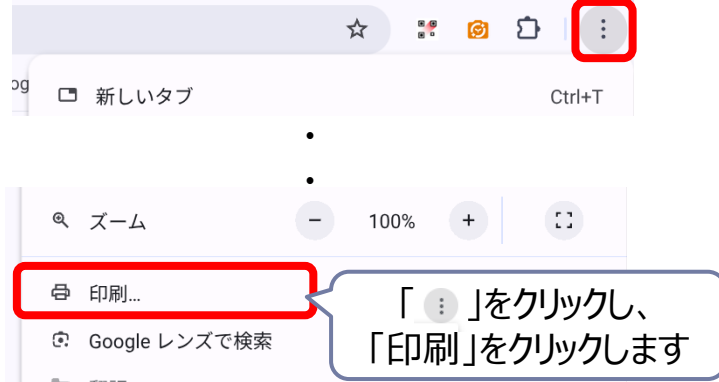 og
新しいタブ Ctrl+T
ズーム - 100% +
印刷...
Google レンズで検索
「 」をクリックし、
「印刷」をクリックします